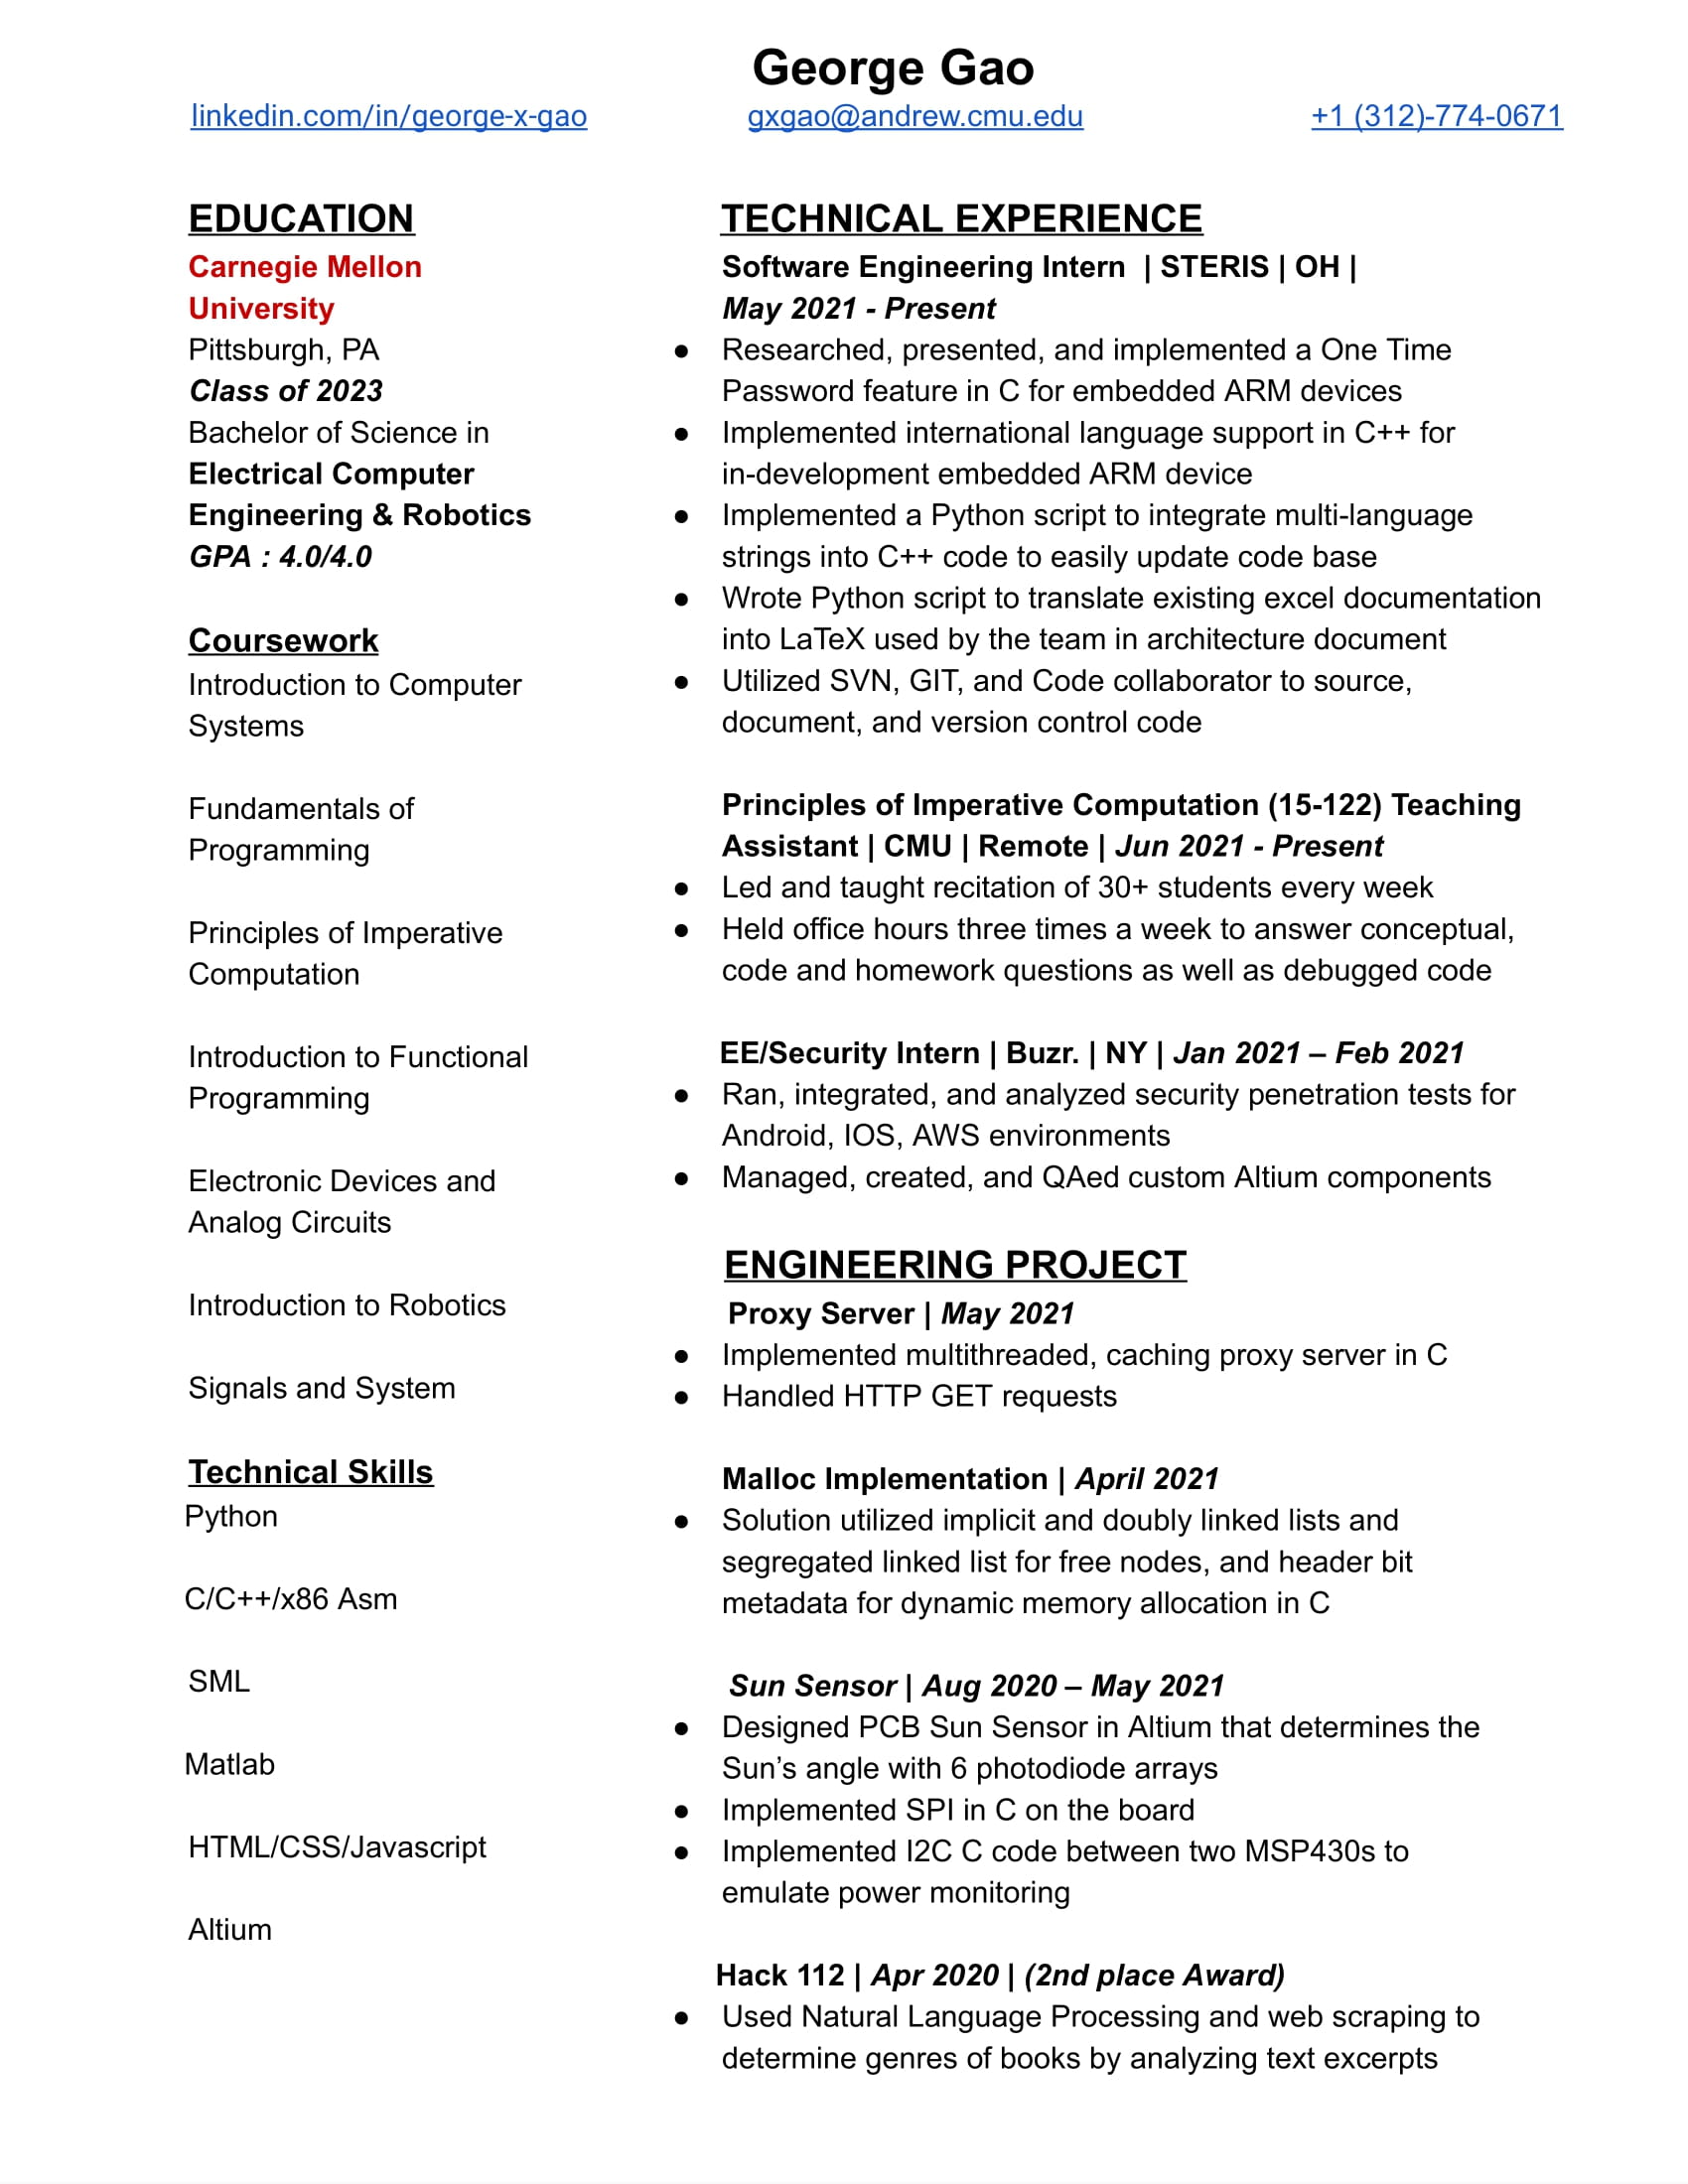 George Gao
linkedin.com/in/george-x-gao gxgao@andrew.cmu.edu +1 (312)-774-0671
EDUCATION
Carnegie Mellon
University
Pittsburgh, PA
Class of 2023
Bachelor of Science in
Electrical Computer
Engineering & Robotics
GPA : 4.0/4.0
Coursework
Introduction to Computer
Systems
Fundamentals of
Programming
Principles of Imperative
Computation
Introduction to Functional
Programming
Electronic Devices and
Analog Circuits
Introduction to Robotics
Signals and System
Technical Skills
Python
C/C++/x86 Asm
SML
Matlab
HTML/CSS/Javascript
Altium
TECHNICAL EXPERIENCE
Software Engineering Intern | STERIS | OH |
May 2021 - Present
● Researched, presented, and implemented a One Time
Password feature in C for embedded ARM devices
● Implemented international language support in C++ for
in-development embedded ARM device
● Implemented a Python script to integrate multi-language
strings into C++ code to easily update code base
● Wrote Python script to translate existing excel documentation
into LaTeX used by the team in architecture document
● Utilized SVN, GIT, and Code collaborator to source,
document, and version control code
Principles of Imperative Computation (15-122) Teaching
Assistant | CMU | Remote | Jun 2021 - Present
● Led and taught recitation of 30+ students every week
● Held office hours three times a week to answer conceptual,
code and homework questions as well as debugged code
EE/Security Intern | Buzr. | NY | Jan 2021 – Feb 2021
● Ran, integrated, and analyzed security penetration tests for
Android, IOS, AWS environments
● Managed, created, and QAed custom Altium components
ENGINEERING PROJECT
Proxy Server | May 2021
● Implemented multithreaded, caching proxy server in C
● Handled HTTP GET requests
Malloc Implementation | April 2021
● Solution utilized implicit and doubly linked lists and
segregated linked list for free nodes, and header bit
metadata for dynamic memory allocation in C
Sun Sensor | Aug 2020 – May 2021
● Designed PCB Sun Sensor in Altium that determines the
Sun’s angle with 6 photodiode arrays
● Implemented SPI in C on the board
● Implemented I2C C code between two MSP430s to
emulate power monitoring
Hack 112 | Apr 2020 | (2nd place Award)
● Used Natural Language Processing and web scraping to
determine genres of books by analyzing text excerpts